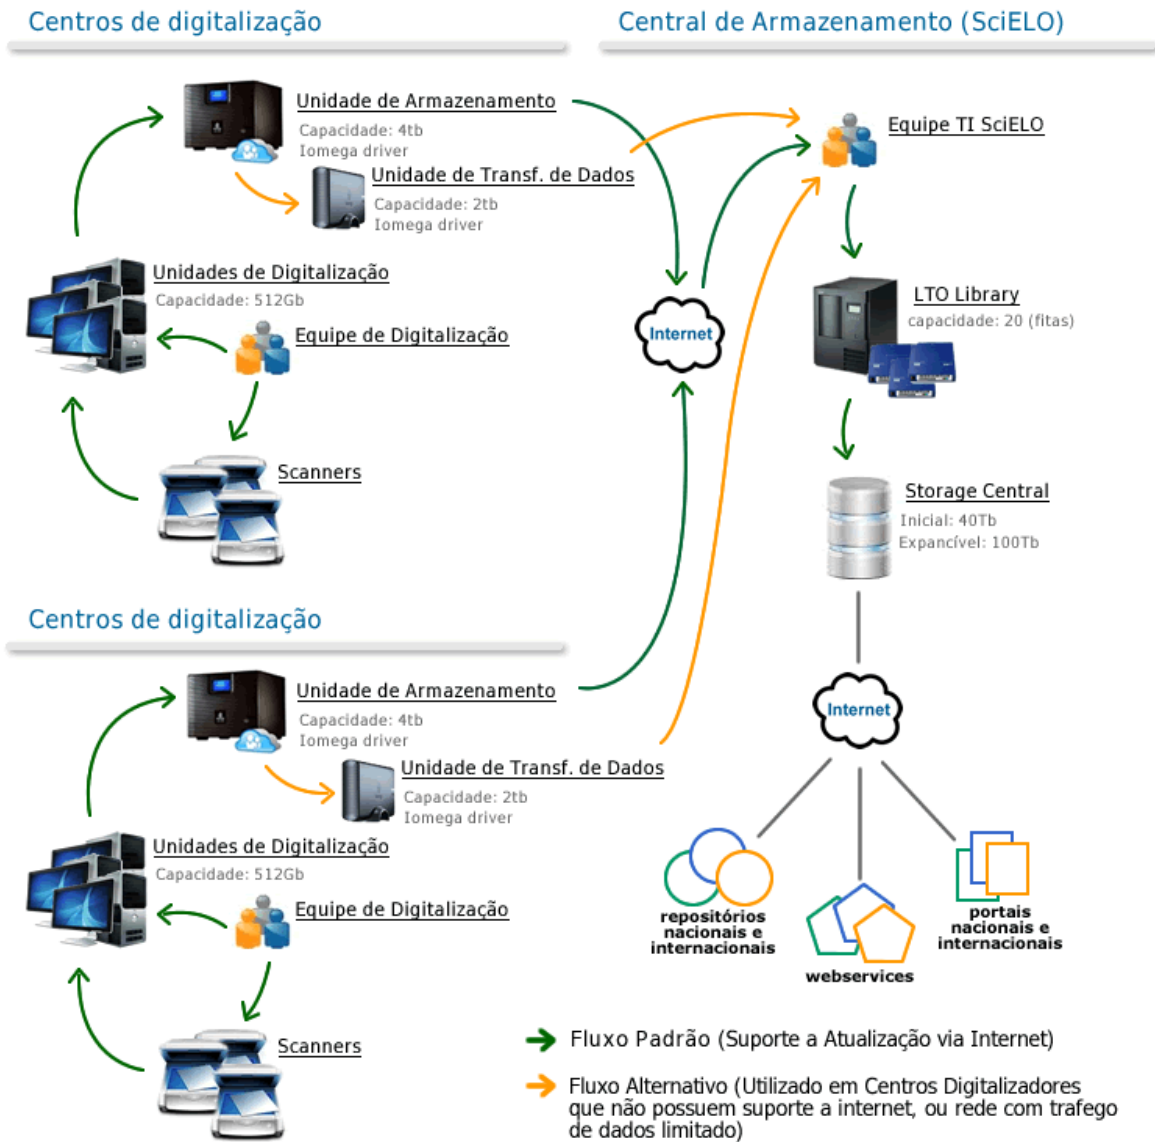 Centros de digitalização
Unidade de Armazenamento
Capacidade: 4tb
Iomega driver
Unidade de Transf. de Dados
Capacidade: 2tb
Iomega driver
Unidades de Digitalização
Capacidade: 512Gb
Equipe de Digitalização
Scanners
Centros de digitalização
Unidade de Armazenamento
Capacidade: 4tb
Iomega driver
Unidade de Transf. de Dados
Capacidade: 2tb
Iomega driver
Unidades de Digitalização
Capacidade: 512Gb
Equipe de Digitalização
Scanners
Central de Armazenamento (SciELO)
Equipe TI SciELO
Internet
LTO Library
capacidade: 20 (fitas)
Storage Central
Inicial: 40Tb
Expancível: 100Tb
Internet
repositórios
nacionais e
internacionais
webservices
portais
nacionais e
internacionais
Fluxo Padrão (Suporte a Atualização via Internet)
Fluxo Alternativo (Utilizado em Centros Digitalizadores
que não possuem suporte a internet, ou rede com trafego
de dados limitado)